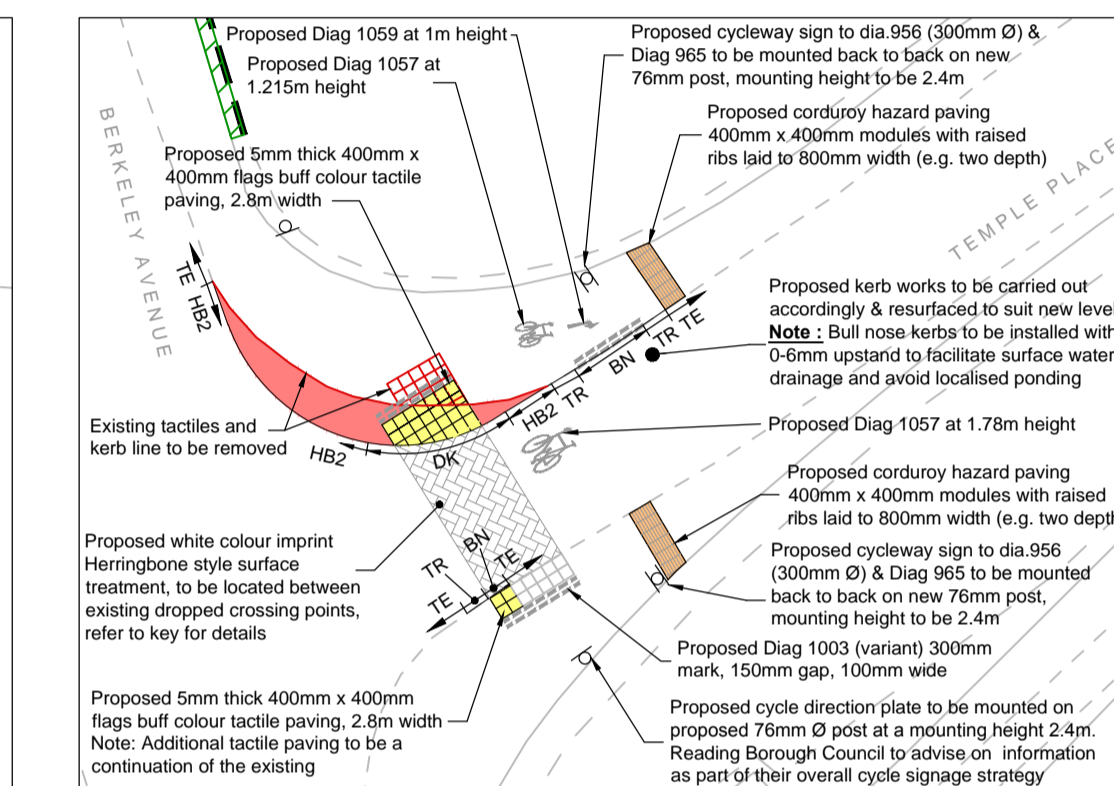 Proposed Diag 1059 at 1m height
Proposed Diag 1057 at
1.215m height
Proposed cycleway sign to dia.956 (300mm Ø) &
Diag 965 to be mounted back to back on new
76mm post, mounting height to be 2.4m
Proposed corduroy hazard paving
400mm x 400mm modules with raised
ribs laid to 800mm width (e.g. two depth)
BERKELEY AVENUE
Proposed 5mm thick 400mm x
400mm flags buff colour tactile
paving, 2.8m width
TEMPLE PLACE
TE HB2
Proposed kerb works to be carried out
accordingly & resurfaced to suit new level
Note : Bull nose kerbs to be installed with
0-6mm upstand to facilitate surface water
drainage and avoid localised ponding
BN TR TE
HB2 TR
Existing tactiles and
kerb line to be removed
HB2
DK
Proposed Diag 1057 at 1.78m height
Proposed corduroy hazard paving
400mm x 400mm modules with raised
ribs laid to 800mm width (e.g. two depth
Proposed white colour imprint
Herringbone style surface
treatment, to be located between
existing dropped crossing points,
refer to key for details
TE TR BN TE
Proposed cycleway sign to dia.956
(300mm Ø) & Diag 965 to be mounted
back to back on new 76mm post,
mounting height to be 2.4m
Proposed Diag 1003 (variant) 300mm
mark, 150mm gap, 100mm wide
Proposed 5mm thick 400mm x 400mm
flags buff colour tactile paving, 2.8m width
Note: Additional tactile paving to be a
continuation of the existing
Proposed cycle direction plate to be mounted on
proposed 76mm Ø post at a mounting height 2.4m.
Reading Borough Council to advise on information
as part of their overall cycle signage strategy